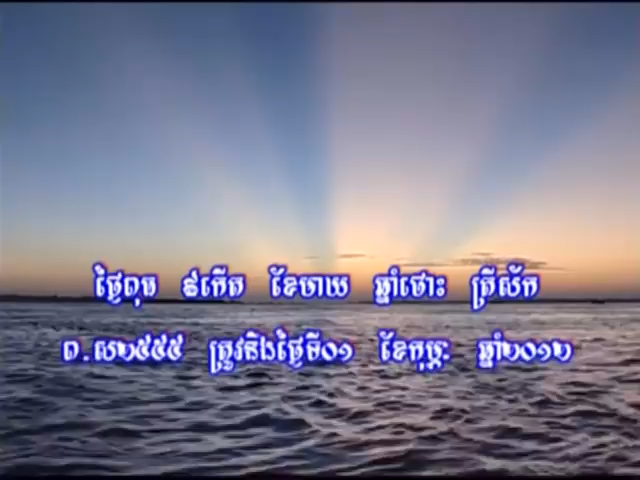 ថ្ងៃពុធ ៩កើត ខែមាឃ ឆ្នាំថោះ ត្រីស័ក
ព.ស២៥៥៥ ត្រូវនិងថ្ងៃទី០១ ខែកុម្ភៈ ឆ្នាំ២០១២